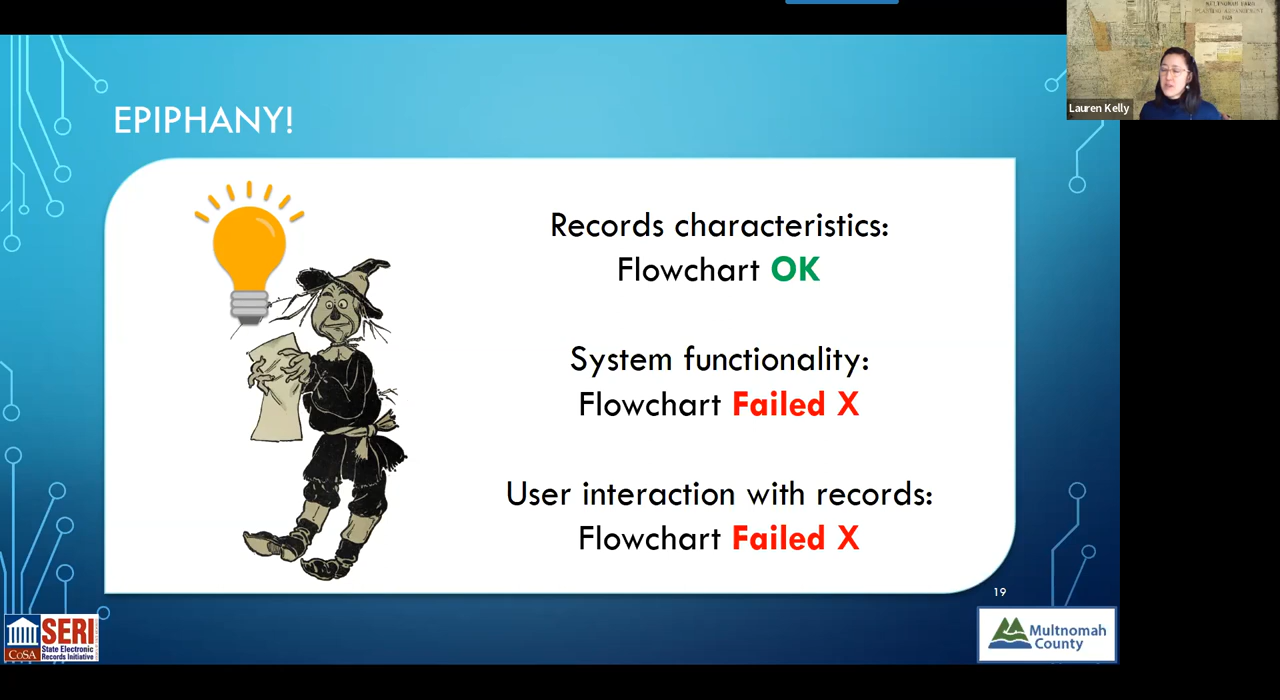 EPIPHANY!
Records characteristics:
Flowchart OK
System functionality:
Flowchart Failed X
User interaction with records:
Flowchart Failed X
19
Lauren Kelly
CoSA
SERI
State Electronic
Records Initiative
Multnomah
County